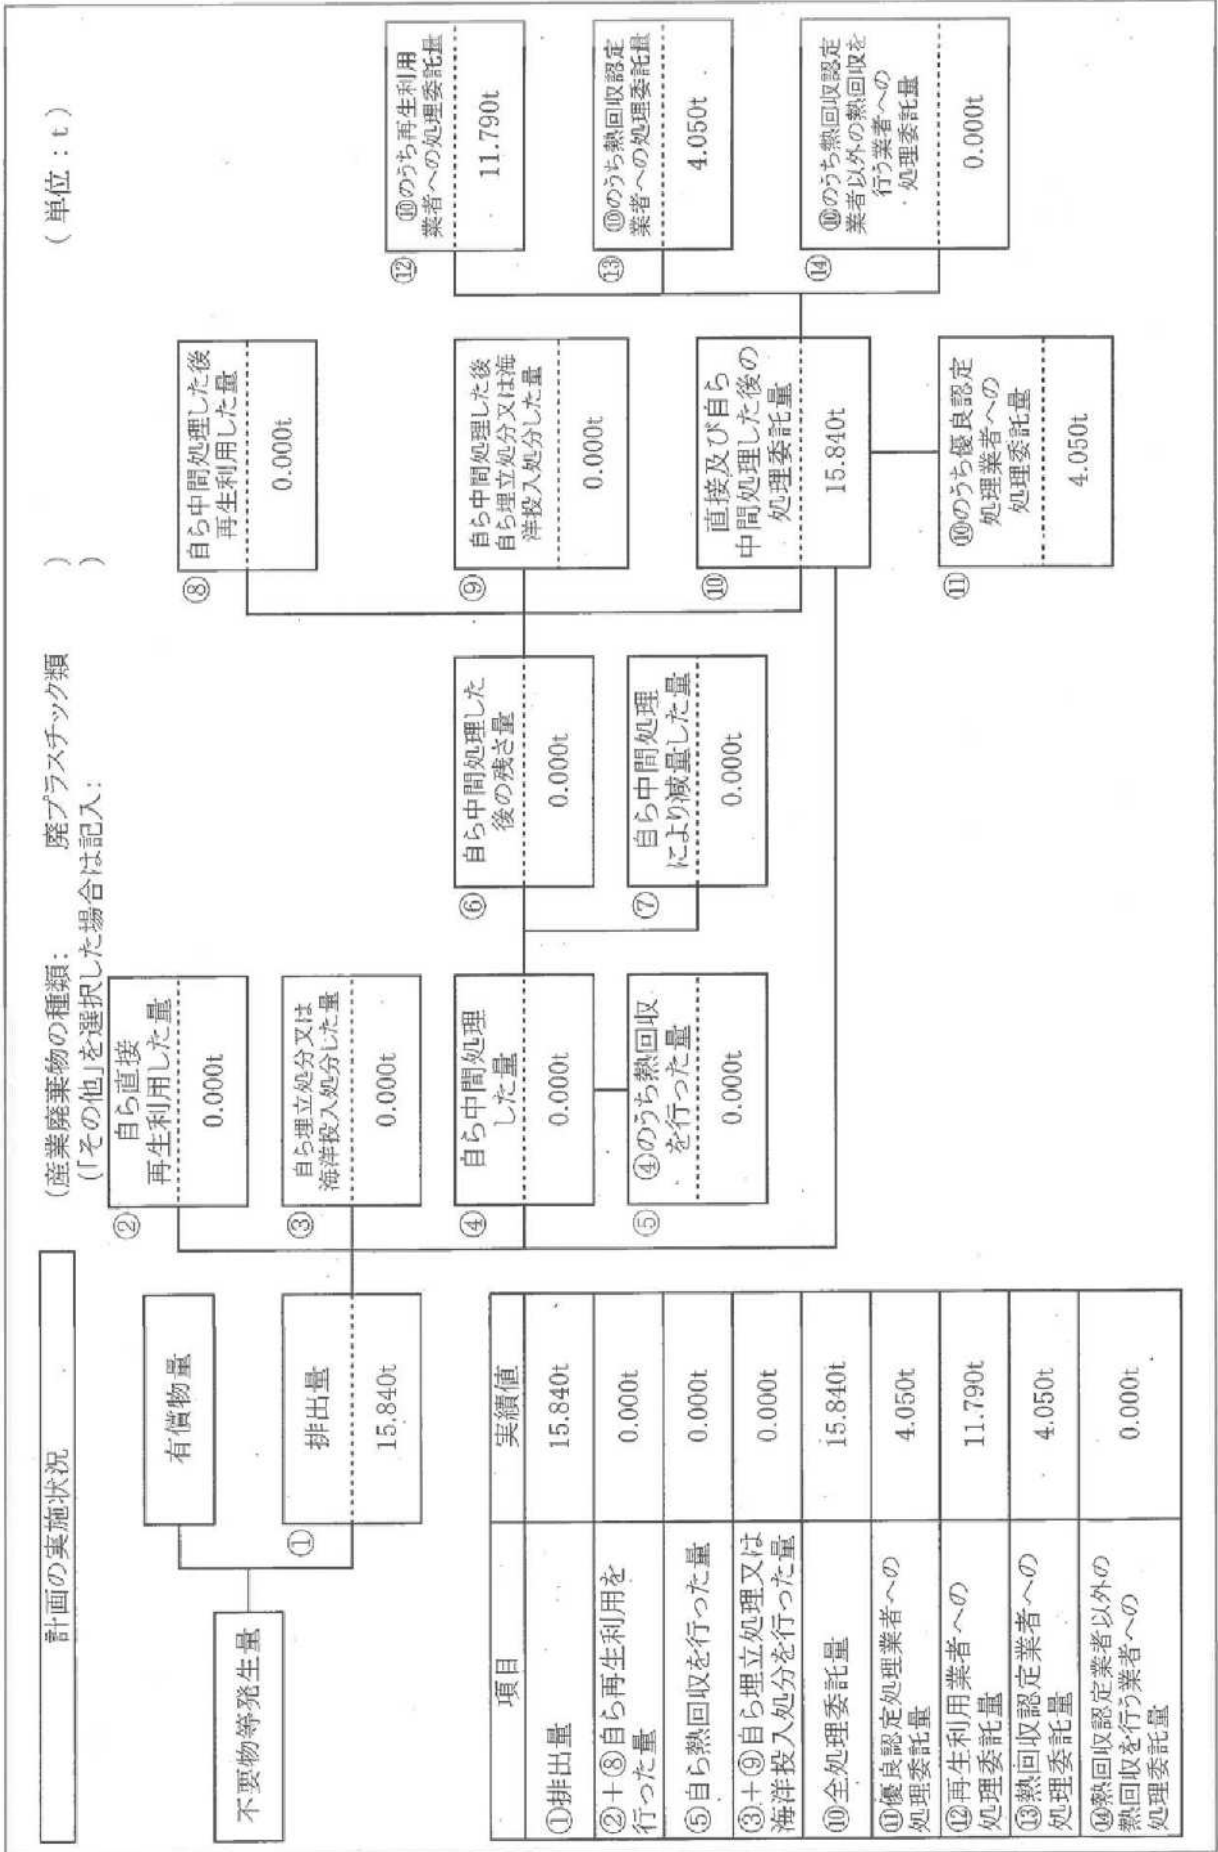 計画の実施状況
(産業廃棄物の種類: 廃プラスチック類 )
(「その他」を選択した場合は記入: )
(単位:t)
不要物等発生量
有償物量
①
排出量
15.840t
②
自ら直接
再生利用した量
0.000t
③
自ら埋立処分又は
海洋投入処分した量
0.000t
④
自ら中間処理
した量
0.000t
⑤
④のうち熱回収
を行った量
0.000t
⑥
自ら中間処理した
後の残さ量
0.000t
⑦
自ら中間処理
により減量した量
0.000t
⑧
自ら中間処理した後
再生利用した量
0.000t
⑨
自ら中間処理した後
自ら埋立処分又は海
洋投入処分した量
0.000t
⑩
直接及び自ら
中間処理した後の
処理委託量
15.840t
⑪
⑩のうち優良認定
処理業者への
処理委託量
4.050t
⑫
⑩のうち再生利用
業者への処理委託量
11.790t
⑬
⑩のうち熱回収認定
業者への処理委託量
4.050t
⑭
⑩のうち熱回収認定
業者以外の熱回収を
行う業者への
処理委託量
0.000t
項目 実績値
①排出量 15.840t
②+⑧自ら再生利用を
行った量 0.000t
⑤自ら熱回収を行った量 0.000t
③+⑨自ら埋立処理又は
海洋投入処分を行った量 0.000t
⑩全処理委託量 15.840t
⑪優良認定処理業者への
処理委託量 4.050t
⑫再生利用業者への
処理委託量 11.790t
⑬熱回収認定業者への
処理委託量 4.050t
⑭熱回収認定業者以外の
熱回収を行う業者への
処理委託量 0.000t